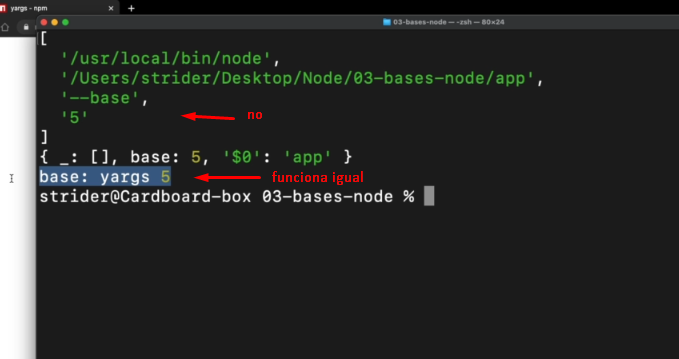 yargs - npm
03-bases-node — -zsh — 80×24
[
'/usr/local/bin/node',
'/Users/strider/Desktop/Node/03-bases-node/app',
'--base',
'5'
no
]
{ _: [], base: 5, '$0': 'app' }
base: yargs 5
funciona igual
strider@Cardboard-box 03-bases-node %